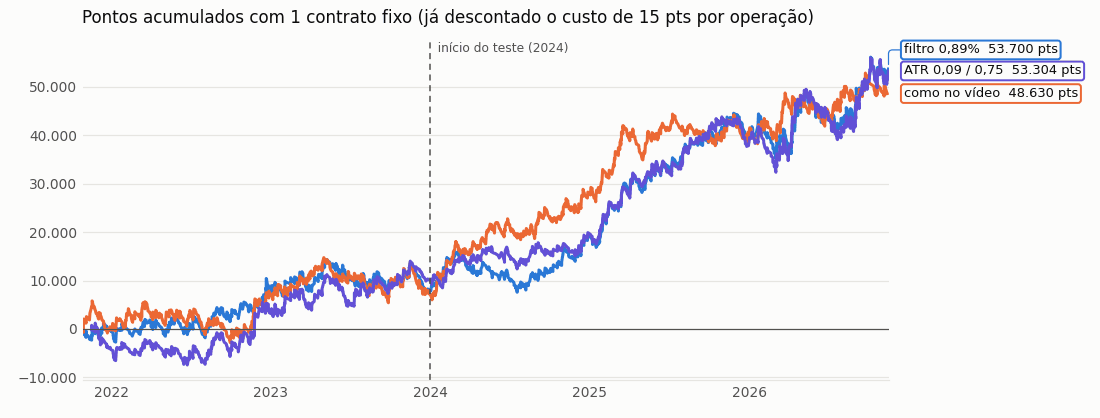 Pontos acumulados com 1 contrato fixo (já descontado o custo de 15 pts por operação)
início do teste (2024)
filtro 0,89%  53.700 pts
ATR 0,09 / 0,75  53.304 pts
como no vídeo  48.630 pts
50.000
40.000
30.000
20.000
10.000
0
−10.000
2022
2023
2024
2025
2026